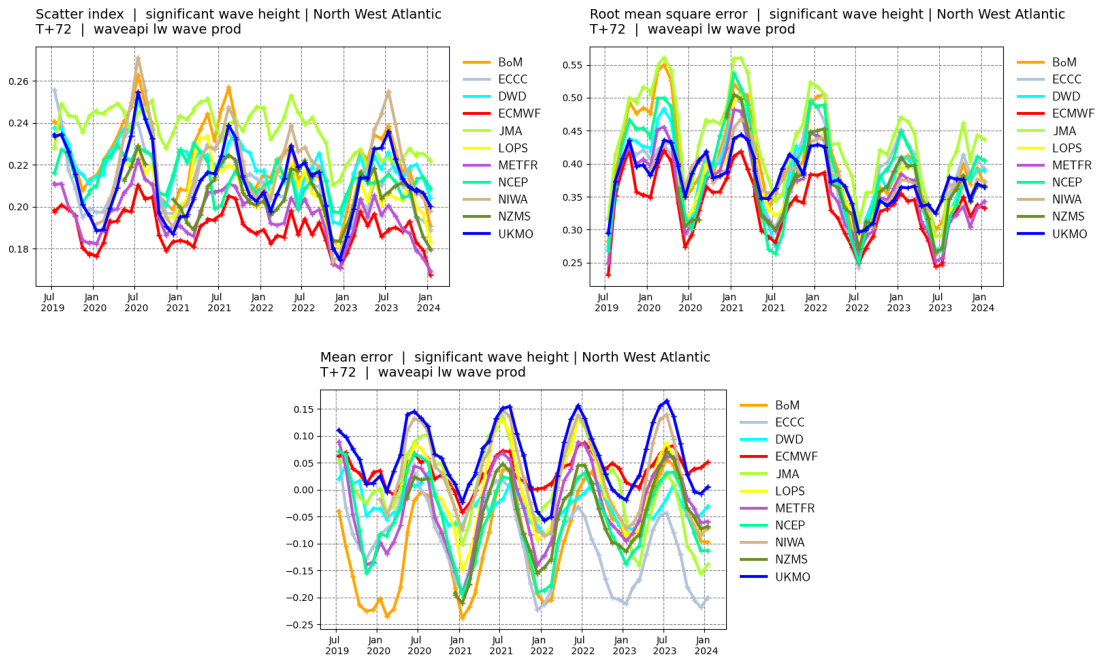 Scatter index | significant wave height | North West Atlantic
T+72 | waveapi lw wave prod
0.26
0.24
0.22
0.20
0.18
Jul 2019
Jan 2020
Jul 2020
Jan 2021
Jul 2021
Jan 2022
Jul 2022
Jan 2023
Jul 2023
Jan 2024
BoM
ECCC
DWD
ECMWF
JMA
LOPS
METFR
NCEP
NIWA
NZMS
UKMO
Root mean square error | significant wave height | North West Atlantic
T+72 | waveapi lw wave prod
0.55
0.50
0.45
0.40
0.35
0.30
0.25
Jul 2019
Jan 2020
Jul 2020
Jan 2021
Jul 2021
Jan 2022
Jul 2022
Jan 2023
Jul 2023
Jan 2024
BoM
ECCC
DWD
ECMWF
JMA
LOPS
METFR
NCEP
NIWA
NZMS
UKMO
Mean error | significant wave height | North West Atlantic
T+72 | waveapi lw wave prod
0.15
0.10
0.05
0.00
−0.05
−0.10
−0.15
−0.20
−0.25
Jul 2019
Jan 2020
Jul 2020
Jan 2021
Jul 2021
Jan 2022
Jul 2022
Jan 2023
Jul 2023
Jan 2024
BoM
ECCC
DWD
ECMWF
JMA
LOPS
METFR
NCEP
NIWA
NZMS
UKMO